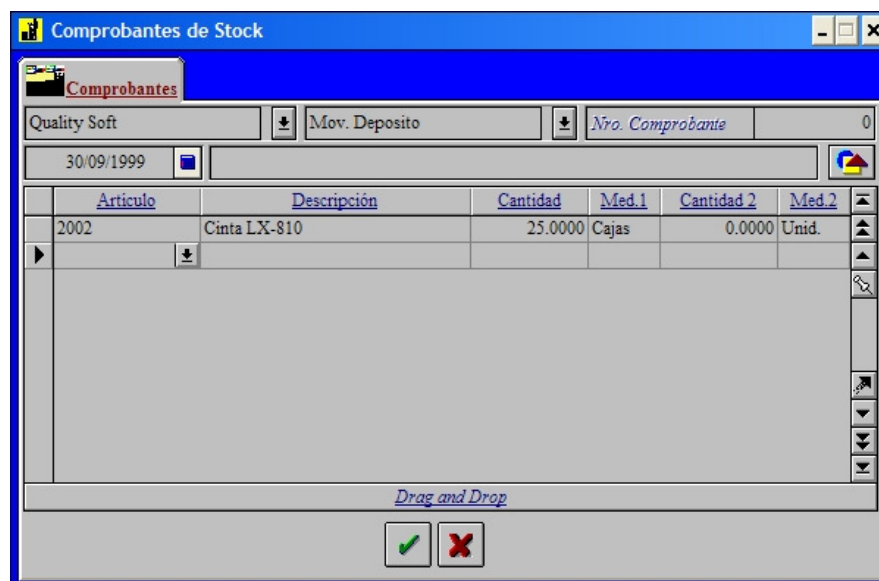 Comprobantes de Stock
Comprobantes
Quality Soft Mov. Deposito Nro. Comprobante 0
30/09/1999
Articulo Descripción Cantidad Med.1 Cantidad 2 Med.2
2002 Cinta LX-810 25.0000 Cajas 0.0000 Unid.
Drag and Drop